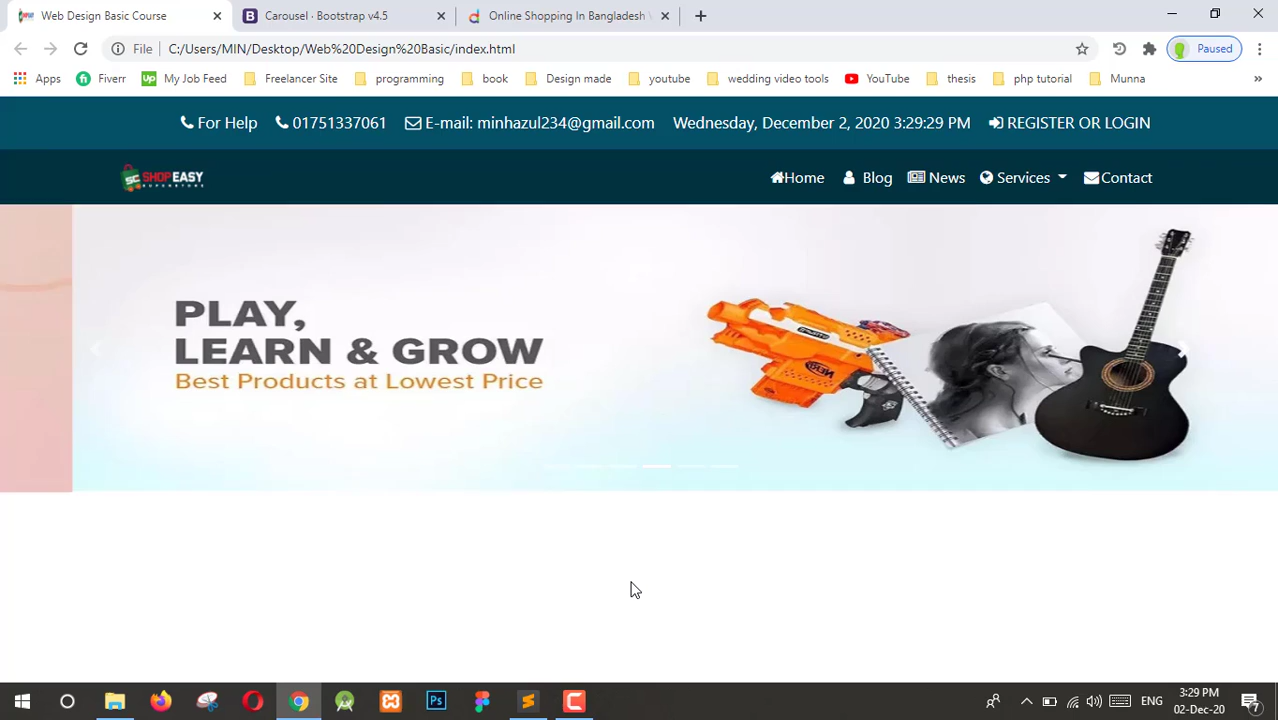 Web Design Basic Course
Carousel · Bootstrap v4.5
Online Shopping In Bangladesh
File C:/Users/MIN/Desktop/Web%20Design%20Basic/index.html
Paused
Apps Fiverr My Job Feed Freelancer Site programming book Design made youtube wedding video tools YouTube thesis php tutorial Munna »
For Help 01751337061 E-mail: minhazul234@gmail.com Wednesday, December 2, 2020 3:29:29 PM REGISTER OR LOGIN
SHOPEASY
SUPERSTORE
Home Blog News Services Contact
PLAY,
LEARN & GROW
Best Products at Lowest Price
NERF
ENG
3:29 PM
02-Dec-20
7